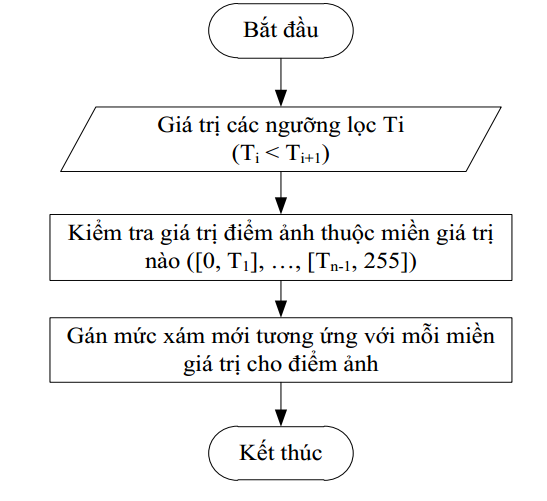 Bắt đầu
Giá trị các ngưỡng lọc Ti
(Tᵢ < Tᵢ₊₁)
Kiểm tra giá trị điểm ảnh thuộc miền giá trị
nào ([0, T₁], …, [Tₙ₋₁, 255])
Gán mức xám mới tương ứng với mỗi miền
giá trị cho điểm ảnh
Kết thúc